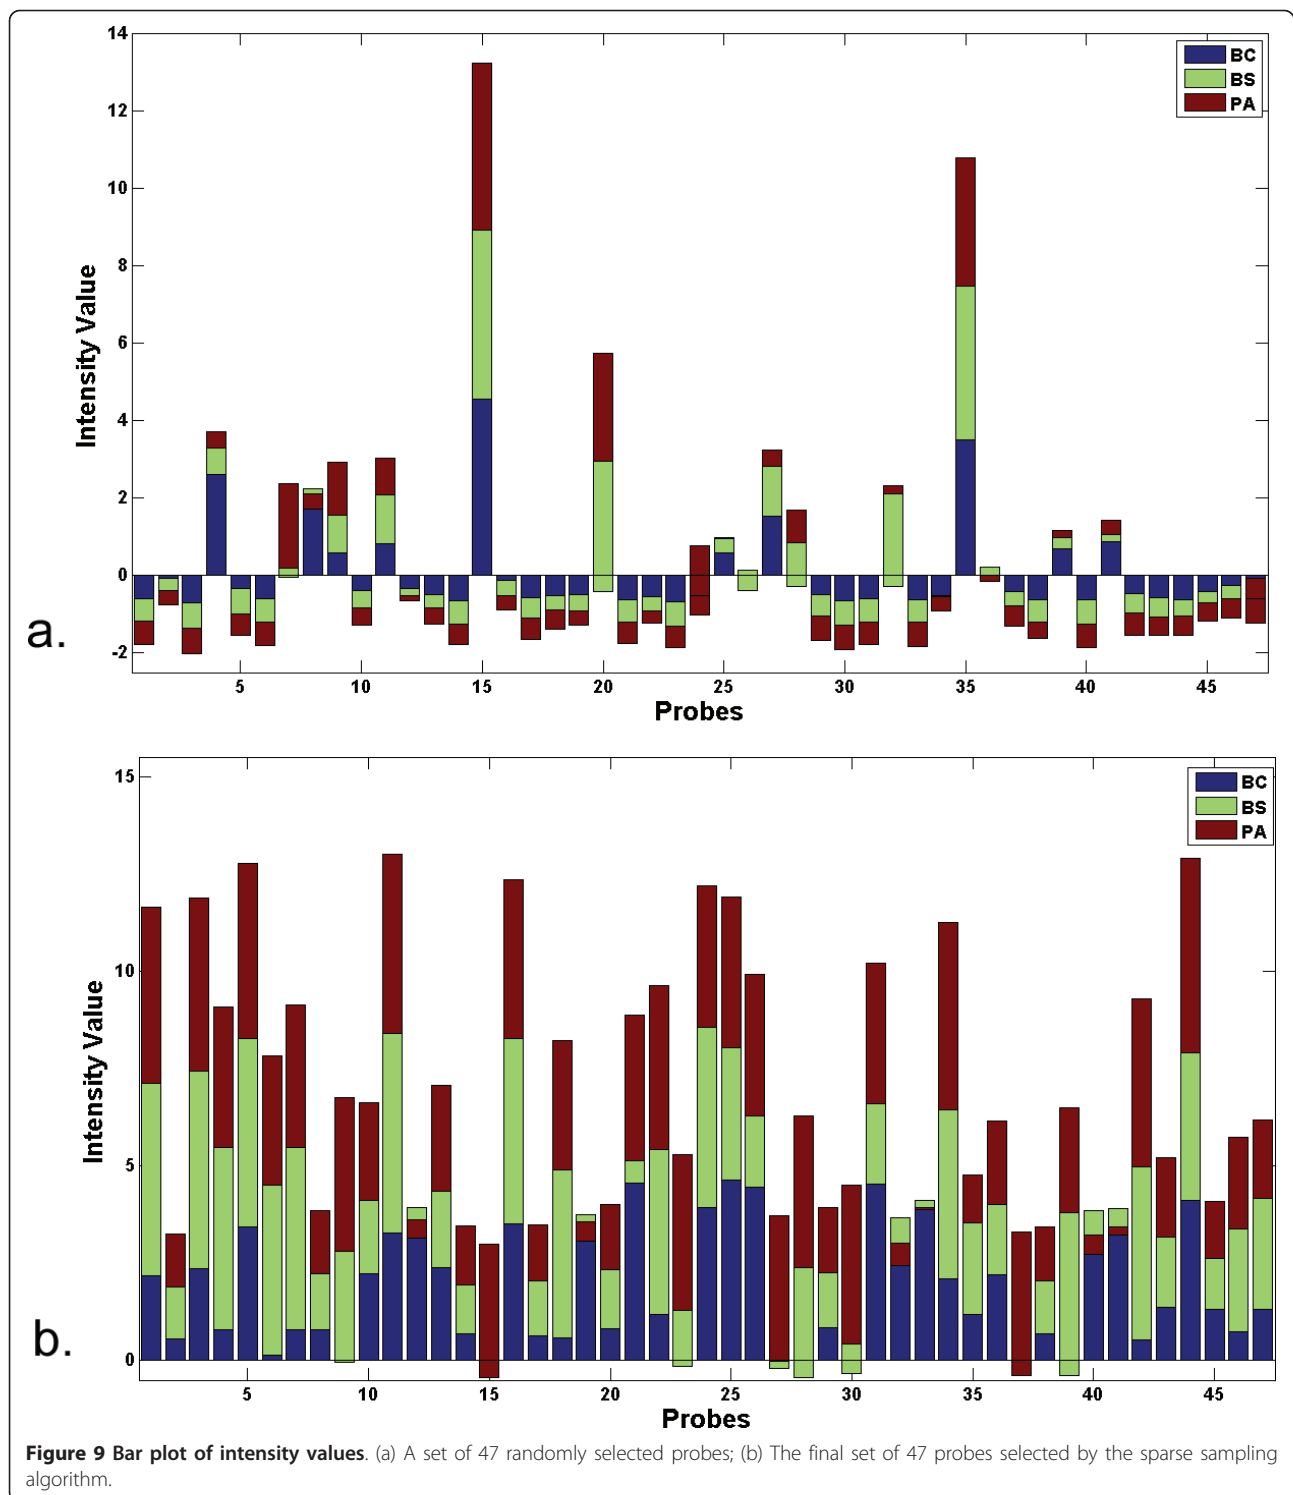 14
12
10
8
6
4
2
0
-2
Intensity Value
BC
BS
PA
a.
5 10 15 20 25 30 35 40 45
Probes
15
10
5
0
Intensity Value
BC
BS
PA
b.
5 10 15 20 25 30 35 40 45
Probes
Figure 9 Bar plot of intensity values. (a) A set of 47 randomly selected probes; (b) The final set of 47 probes selected by the sparse sampling
algorithm.